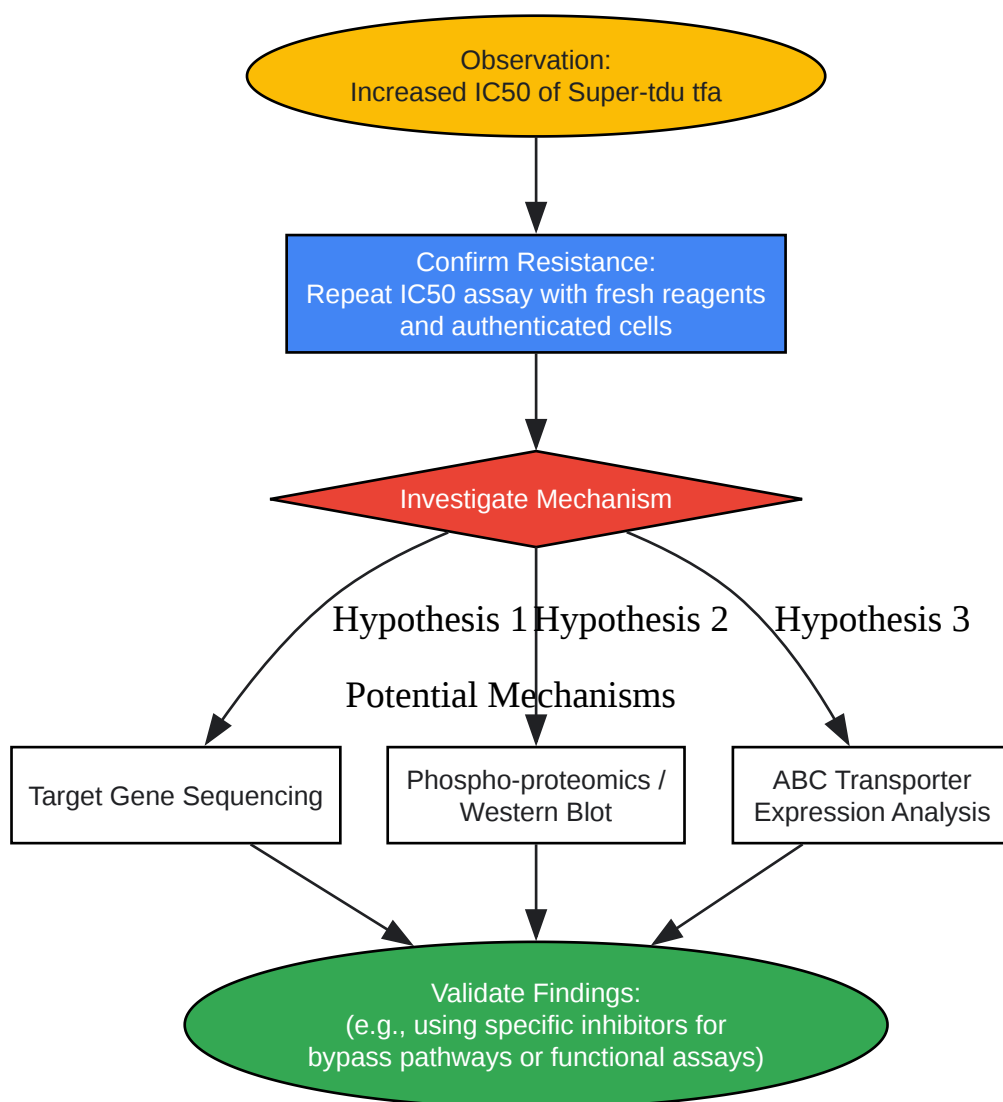 Observation:
Increased IC50 of Super-tdu tfa
Confirm Resistance:
Repeat IC50 assay with fresh reagents
and authenticated cells
Investigate Mechanism
Hypothesis 1
Hypothesis 2
Hypothesis 3
Potential Mechanisms
Target Gene Sequencing
Phospho-proteomics /
Western Blot
ABC Transporter
Expression Analysis
Validate Findings:
(e.g., using specific inhibitors for
bypass pathways or functional assays)